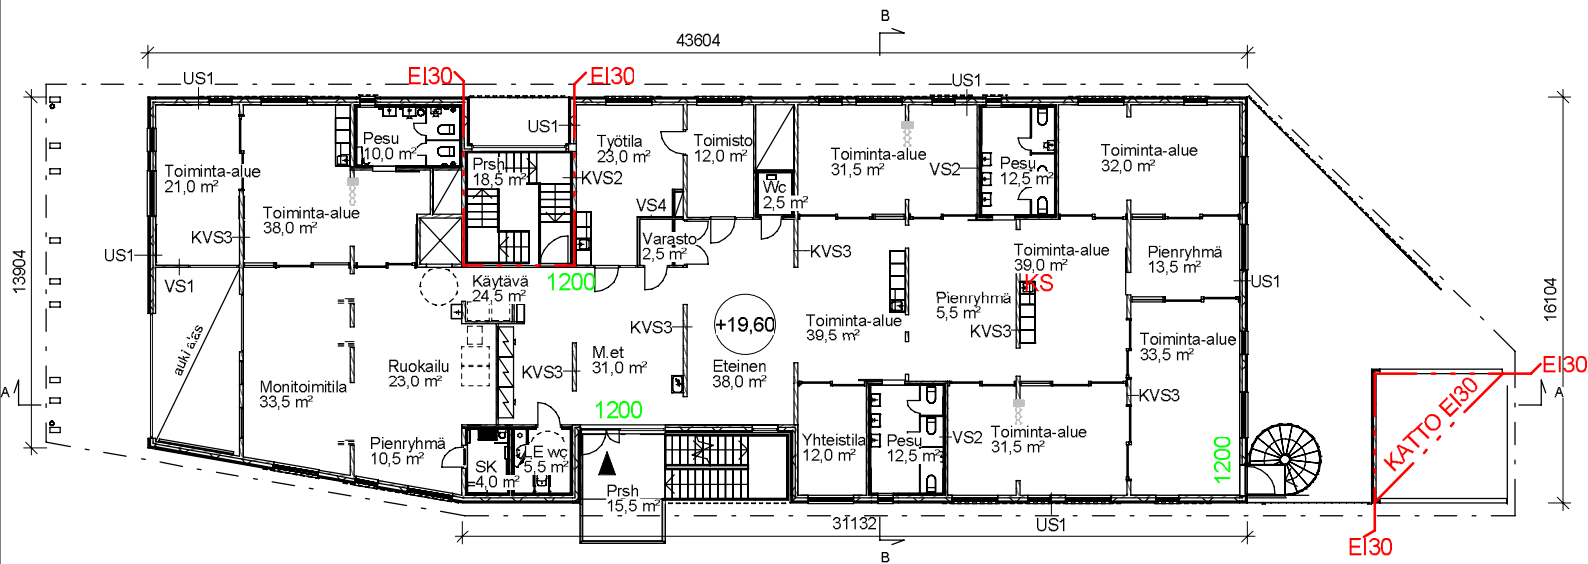 B
43604
US1
EI30
EI30
US1
13904
16104
US1
Pesu
10,0 m²
Toiminta-alue
21,0 m²
Toiminta-alue
38,0 m²
KVS3
US1
VS1
auki alas
Prsh
18,5 m²
KVS2
Työtila
23,0 m²
Toimisto
12,0 m²
VS4
Varasto
2,5 m²
Wc
2,5 m²
Toiminta-alue
31,5 m²
VS2
Pesu
12,5 m²
Toiminta-alue
32,0 m²
KVS3
Toiminta-alue
39,0 m²
KS
Pienryhmä
13,5 m²
US1
Käytävä
24,5 m²
1200
+19,60
KVS3
Toiminta-alue
39,5 m²
Pienryhmä
5,5 m²
KVS3
Toiminta-alue
33,5 m²
Monitoimitila
33,5 m²
Ruokailu
23,0 m²
KVS3
M.et
31,0 m²
Eteinen
38,0 m²
KVS3
EI30
KATTO EI30
A
A
1200
Pienryhmä
10,5 m²
SK
4,0 m²
LE wc
5,5 m²
Prsh
15,5 m²
Yhteistila
12,0 m²
Pesu
12,5 m²
VS2
Toiminta-alue
31,5 m²
1200
31132
US1
EI30
B